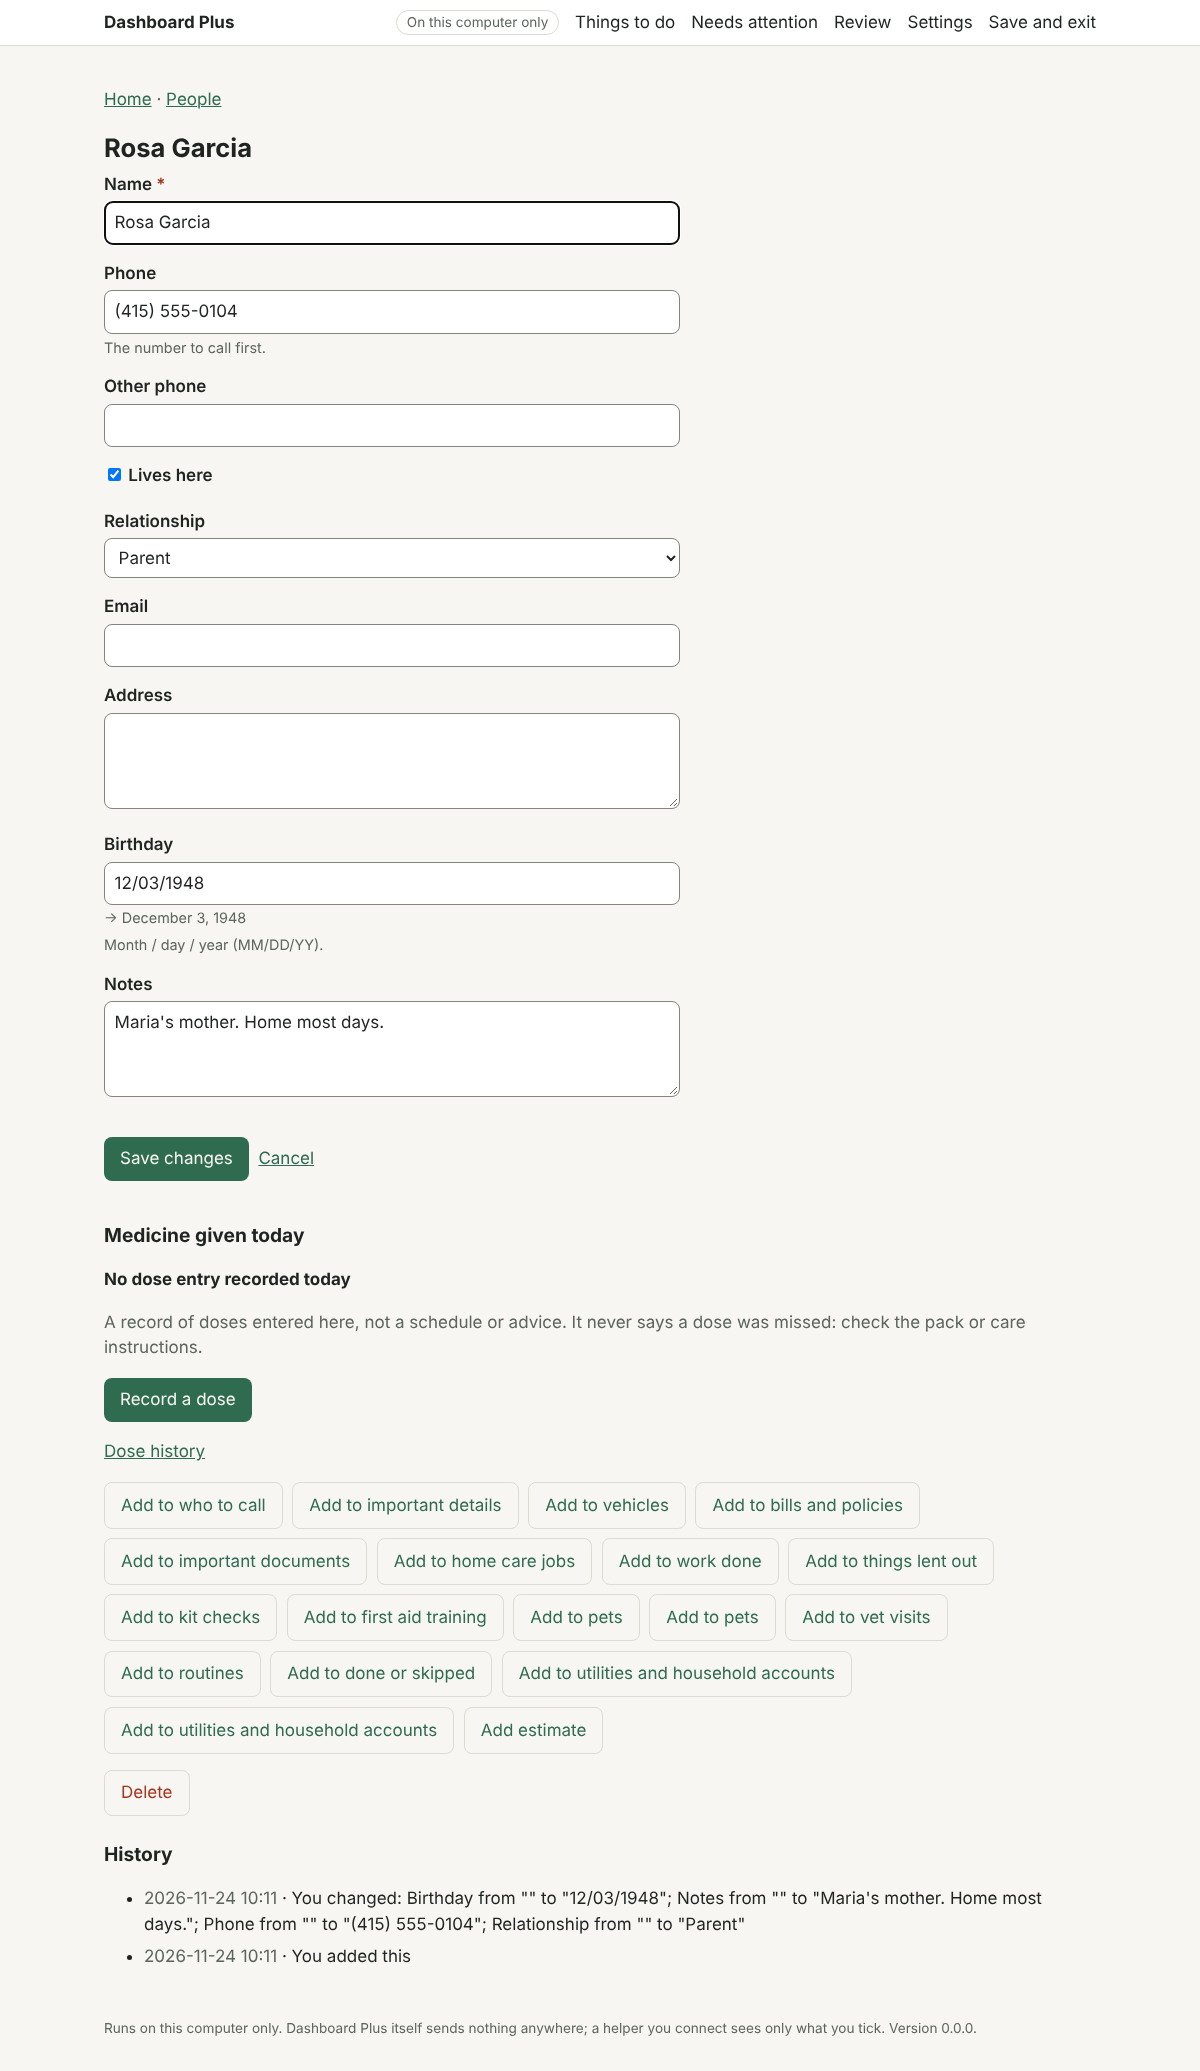 Dashboard Plus
On this computer only Things to do Needs attention Review Settings Save and exit
Home · People
Rosa Garcia
Name *
Rosa Garcia
Phone
(415) 555-0104
The number to call first.
Other phone
Lives here
Relationship
Parent
Email
Address
Birthday
12/03/1948
→ December 3, 1948
Month / day / year (MM/DD/YY).
Notes
Maria's mother. Home most days.
Save changes Cancel
Medicine given today
No dose entry recorded today
A record of doses entered here, not a schedule or advice. It never says a dose was missed: check the pack or care
instructions.
Record a dose
Dose history
Add to who to call Add to important details Add to vehicles Add to bills and policies
Add to important documents Add to home care jobs Add to work done Add to things lent out
Add to kit checks Add to first aid training Add to pets Add to pets Add to vet visits
Add to routines Add to done or skipped Add to utilities and household accounts
Add to utilities and household accounts Add estimate
Delete
History
• 2026-11-24 10:11 · You changed: Birthday from "" to "12/03/1948"; Notes from "" to "Maria's mother. Home most
days."; Phone from "" to "(415) 555-0104"; Relationship from "" to "Parent"
• 2026-11-24 10:11 · You added this
Runs on this computer only. Dashboard Plus itself sends nothing anywhere; a helper you connect sees only what you tick. Version 0.0.0.